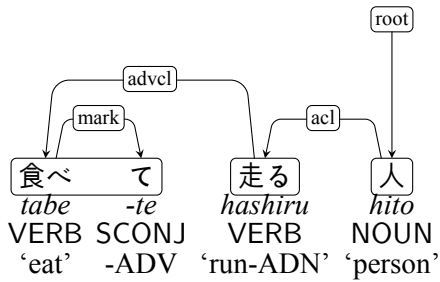 root
advcl
mark
acl
食べ て 走る 人
tabe -te hashiru hito
VERB SCONJ VERB NOUN
‘eat’ -ADV ‘run-ADN’ ‘person’